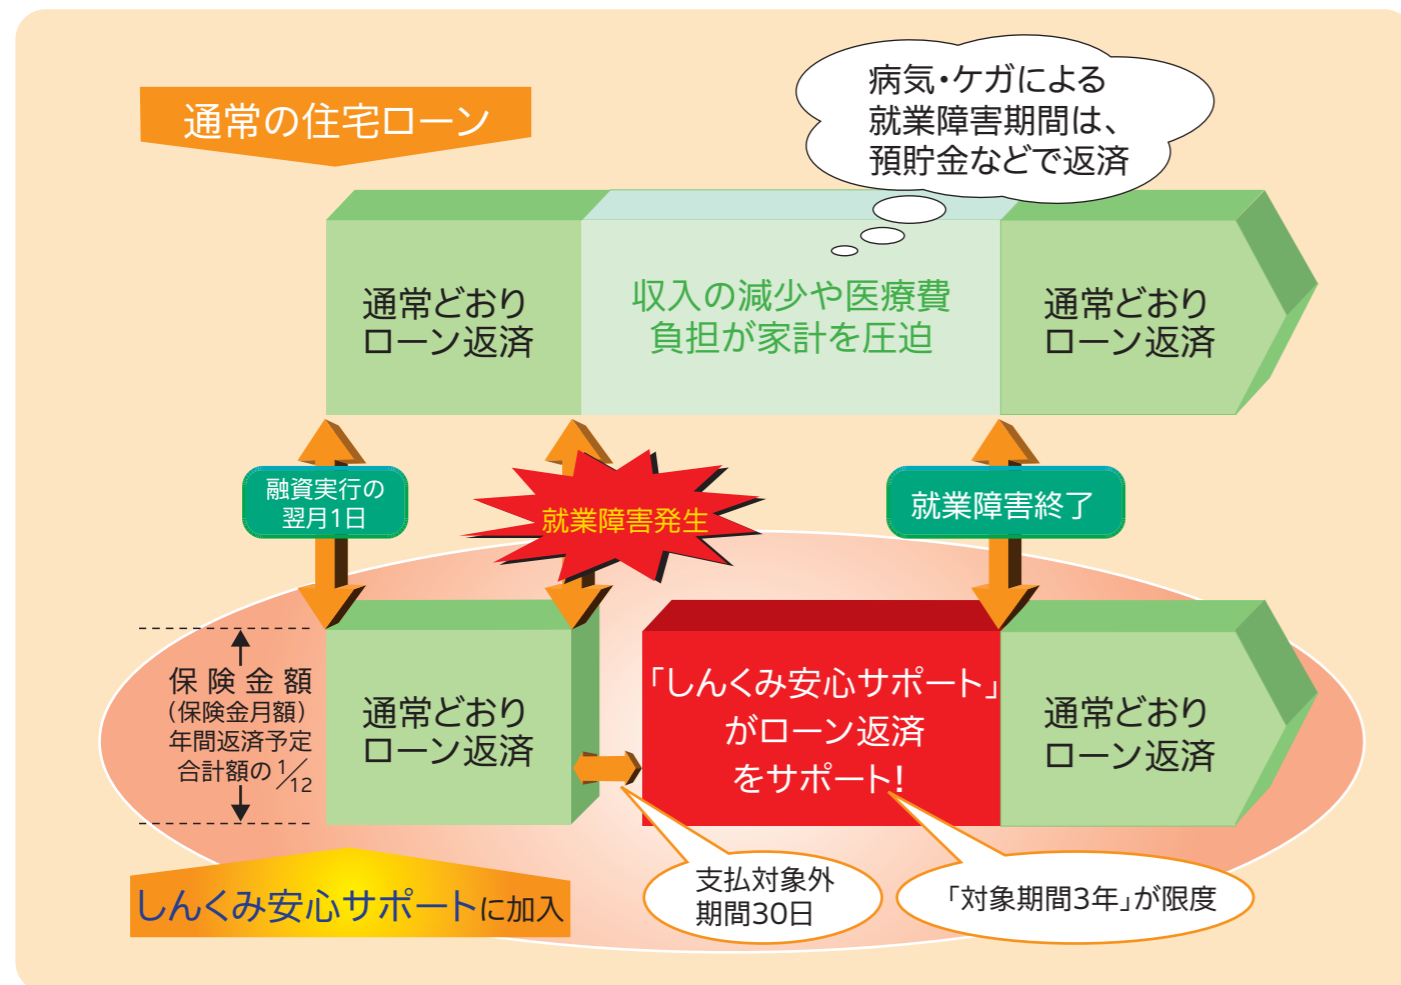 通常の住宅ローン
病気・ケガによる
就業障害期間は、
預貯金などで返済
通常どおり
ローン返済
収入の減少や医療費
負担が家計を圧迫
通常どおり
ローン返済
融資実行の
翌月1日
就業障害発生
就業障害終了
保険金額
(保険金月額)
年間返済予定
合計額の1/12
通常どおり
ローン返済
「しんくみ安心サポート」
がローン返済
をサポート!
通常どおり
ローン返済
支払対象外
期間30日
「対象期間3年」が限度
しんくみ安心サポートに加入